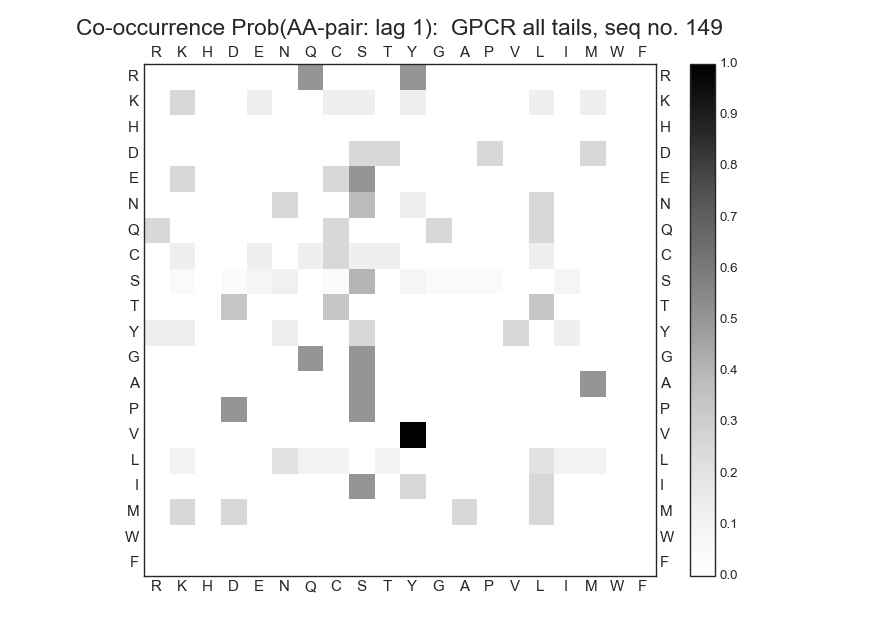 Co-occurrence Prob(AA-pair: lag 1):  GPCR all tails, seq no. 149
R K H D E N Q C S T Y G A P V L I M W F
R R 1.0
K K 0.9
H H
D D 0.8
E E
N N 0.7
Q Q
C C 0.6
S S
T T 0.5
Y Y
G G 0.4
A A
P P 0.3
V V
L L 0.2
I I
M M 0.1
W W
F F 0.0
R K H D E N Q C S T Y G A P V L I M W F